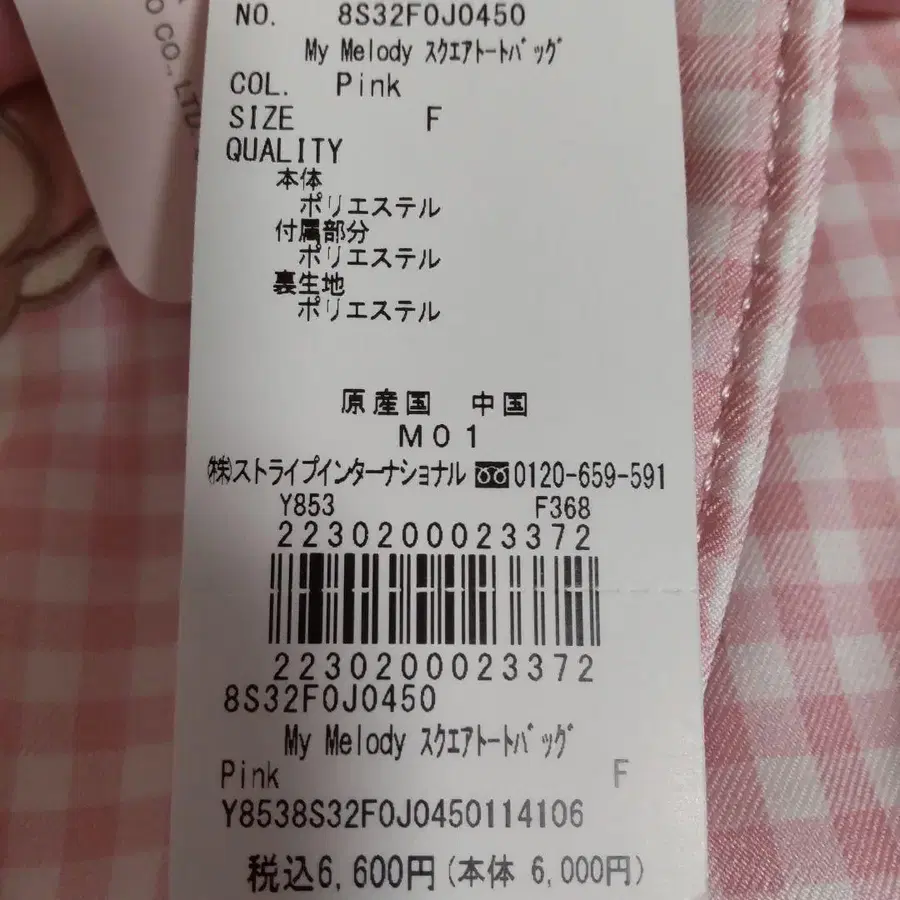 O CO., LTD.
NO. 8S32F0J0450
My Melody スクエアトートバッグ
COL. Pink
SIZE F
QUALITY
本体
ポリエステル
付属部分
ポリエステル
裏生地
ポリエステル
原産国 中国
M01
㈱ストライプインターナショナル 0120-659-591
Y853 F368
2230200023372
2230200023372
8S32F0J0450
My Melody スクエアトートバッグ
Pink F
Y8538S32F0J0450114106
税込6,600円(本体 6,000円)